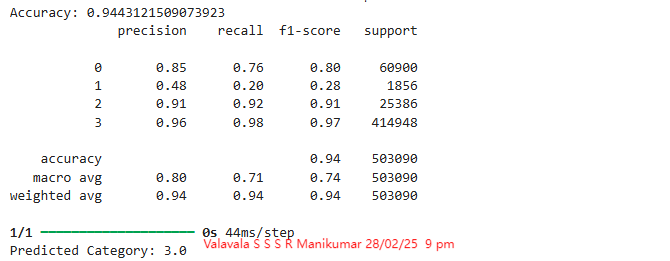 Accuracy: 0.9443121509073923
precision recall f1-score support
0 0.85 0.76 0.80 60900
1 0.48 0.20 0.28 1856
2 0.91 0.92 0.91 25386
3 0.96 0.98 0.97 414948
accuracy 0.94 503090
macro avg 0.80 0.71 0.74 503090
weighted avg 0.94 0.94 0.94 503090
1/1 ━━━━━━━━━━━━━━━━━━━━ 0s 44ms/step
Predicted Category: 3.0 Valavala S S S R Manikumar 28/02/25 9 pm